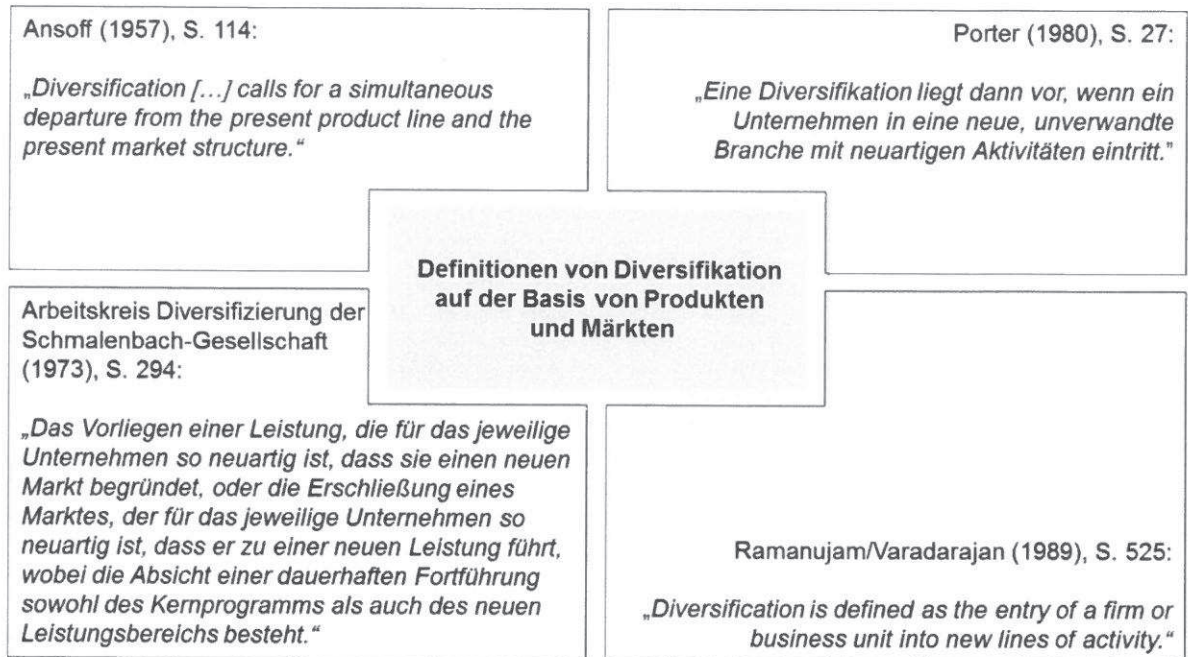 Ansoff (1957), S. 114:
„Diversification […] calls for a simultaneous
departure from the present product line and the
present market structure.“
Porter (1980), S. 27:
„Eine Diversifikation liegt dann vor, wenn ein
Unternehmen in eine neue, unverwandte
Branche mit neuartigen Aktivitäten eintritt.”
Definitionen von Diversifikation
auf der Basis von Produkten
und Märkten
Arbeitskreis Diversifizierung der
Schmalenbach-Gesellschaft
(1973), S. 294:
„Das Vorliegen einer Leistung, die für das jeweilige
Unternehmen so neuartig ist, dass sie einen neuen
Markt begründet, oder die Erschließung eines
Marktes, der für das jeweilige Unternehmen so
neuartig ist, dass er zu einer neuen Leistung führt,
wobei die Absicht einer dauerhaften Fortführung
sowohl des Kernprogramms als auch des neuen
Leistungsbereichs besteht.“
Ramanujam/Varadarajan (1989), S. 525:
„Diversification is defined as the entry of a firm or
business unit into new lines of activity.“